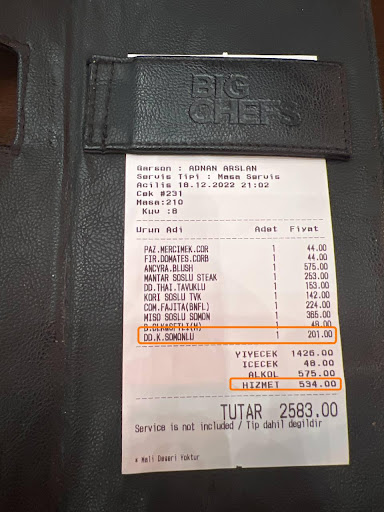 BIG
CHEFS
Garson : ADNAN ARSLAN
Servis Tipi : Masa Servis
Acilis 18.12.2022 21:02
Cek #231
Masa:210
Kuv :8
Urun Adi Adet Fiyat
PAZ.MERCIMEK.COR 1 44.00
FIR.DOMATES.CORB 1 44.00
ANCYRA.BLUSH 1 575.00
MANTAR SOSLU STEAK 1 253.00
DD.THAI.TAVUKLU 1 153.00
KORI SOSLU TVK 1 142.00
COM.FAJITA(BNFL) 1 224.00
MISO SOSLU SOMON 1 365.00
1 48.00
DD.K.SOMONLU 1 201.00
YIYECEK 1426.00
ICECEK 48.00
ALKOL 575.00
HIZMET 534.00
TUTAR 2583.00
Service is not included / Tip dahil degildir
* Mali Degeri Yoktur